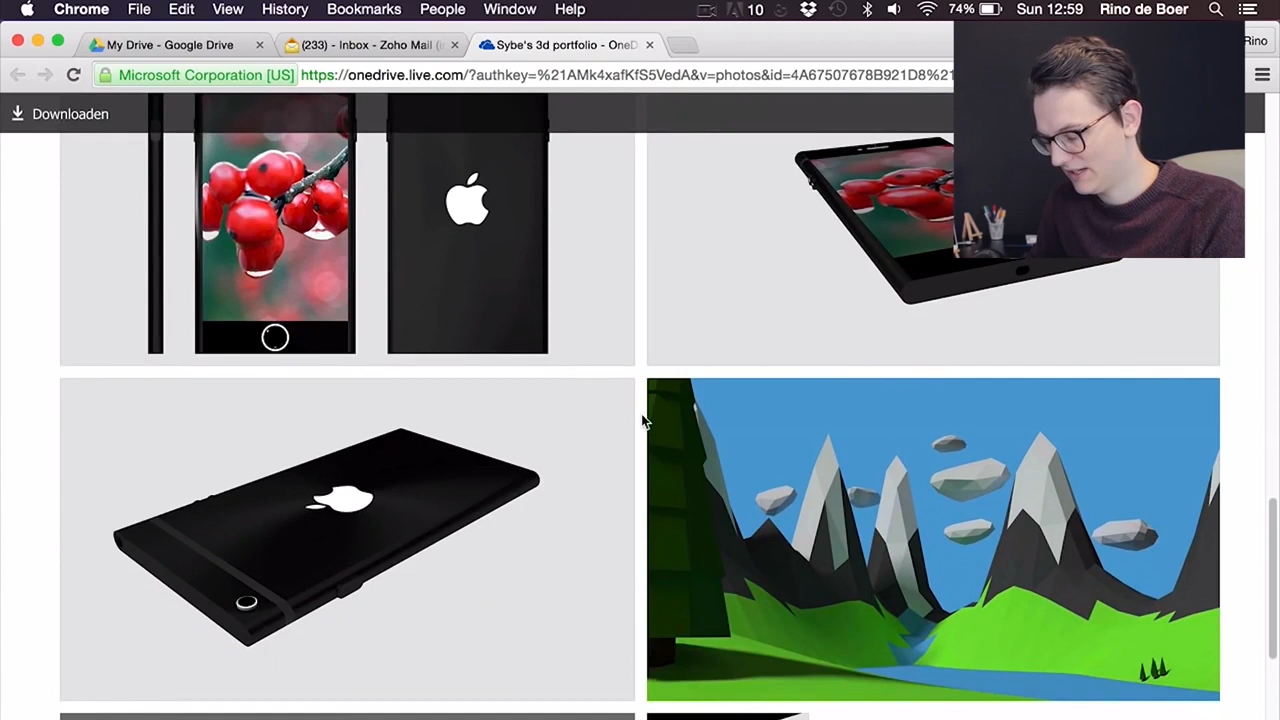 Chrome File Edit View History Bookmarks People Window Help 10 74% Sun 12:59 Rino de Boer
My Drive - Google Drive (233) - Inbox - Zoho Mail ( Sybe's 3d portfolio - OneD Rino
Microsoft Corporation [US] https://onedrive.live.com/?authkey=%21AMk4xafKfS5VedA&v=photos&id=4A67507678B921D8%21
Downloaden